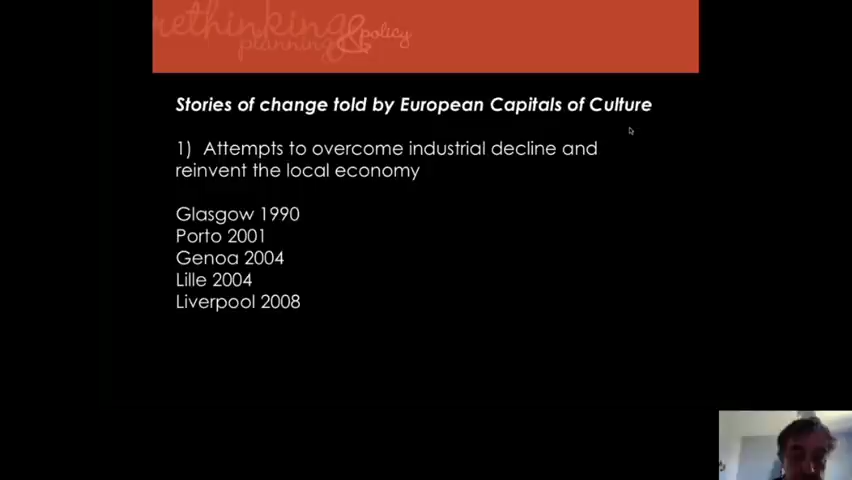 rethinking
planning & policy
Stories of change told by European Capitals of Culture
1) Attempts to overcome industrial decline and
reinvent the local economy
Glasgow 1990
Porto 2001
Genoa 2004
Lille 2004
Liverpool 2008